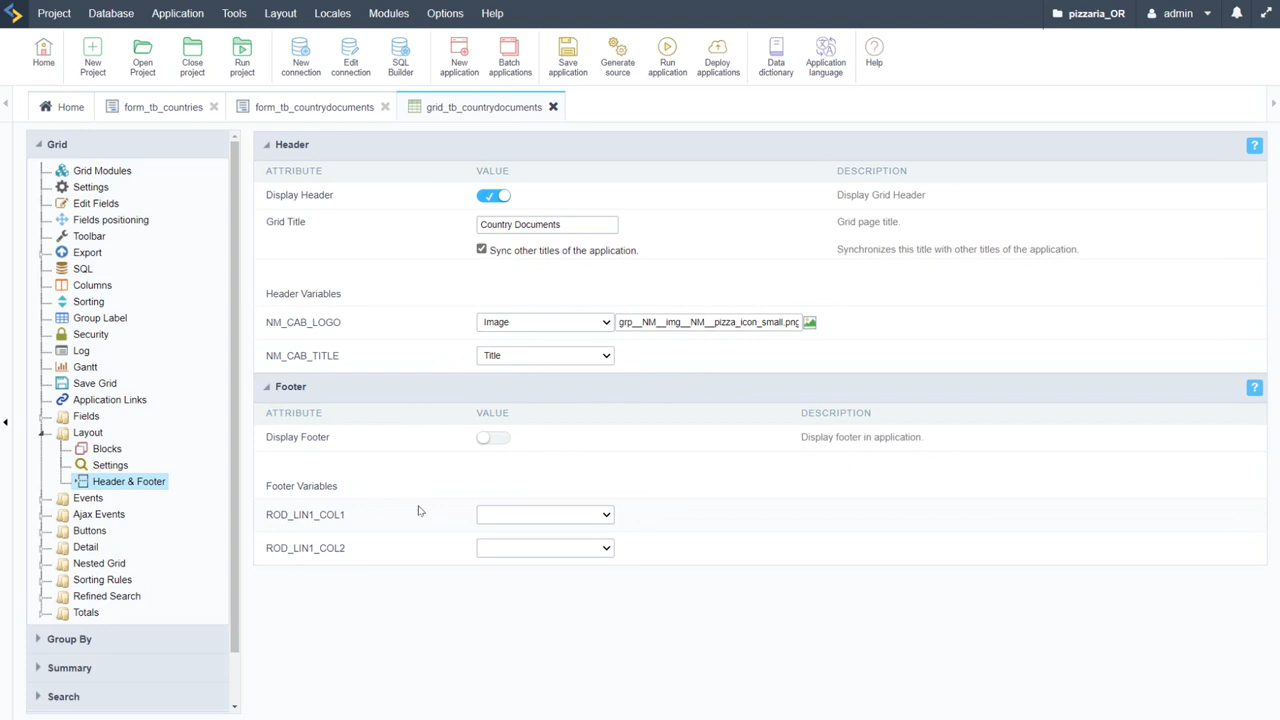 Project Database Application Tools Layout Locales Modules Options Help pizzaria_OR admin
Home
New Project
Open Project
Close project
Run project
New connection
Edit connection
SQL Builder
New application
Batch applications
Save application
Generate source
Run application
Deploy applications
Data dictionary
Application language
Help
Home form_tb_countries form_tb_countrydocuments grid_tb_countrydocuments
Grid
Grid Modules
Settings
Edit Fields
Fields positioning
Toolbar
Export
SQL
Columns
Sorting
Group Label
Security
Log
Gantt
Save Grid
Application Links
Fields
Layout
Blocks
Settings
Header & Footer
Events
Ajax Events
Buttons
Detail
Nested Grid
Sorting Rules
Refined Search
Totals
Group By
Summary
Search
Header ?
ATTRIBUTE VALUE DESCRIPTION
Display Header Display Grid Header
Grid Title Country Documents Grid page title.
Sync other titles of the application. Synchronizes this title with other titles of the application.
Header Variables
NM_CAB_LOGO Image grp__NM__img__NM__pizza_icon_small.png
NM_CAB_TITLE Title
Footer ?
ATTRIBUTE VALUE DESCRIPTION
Display Footer Display footer in application.
Footer Variables
ROD_LIN1_COL1
ROD_LIN1_COL2